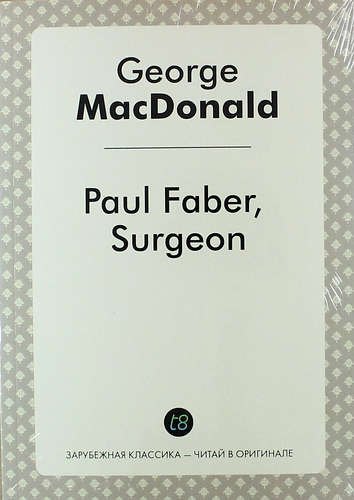 George
MacDonald
Paul Faber,
Surgeon
t8
ЗАРУБЕЖНАЯ КЛАССИКА — ЧИТАЙ В ОРИГИНАЛЕ